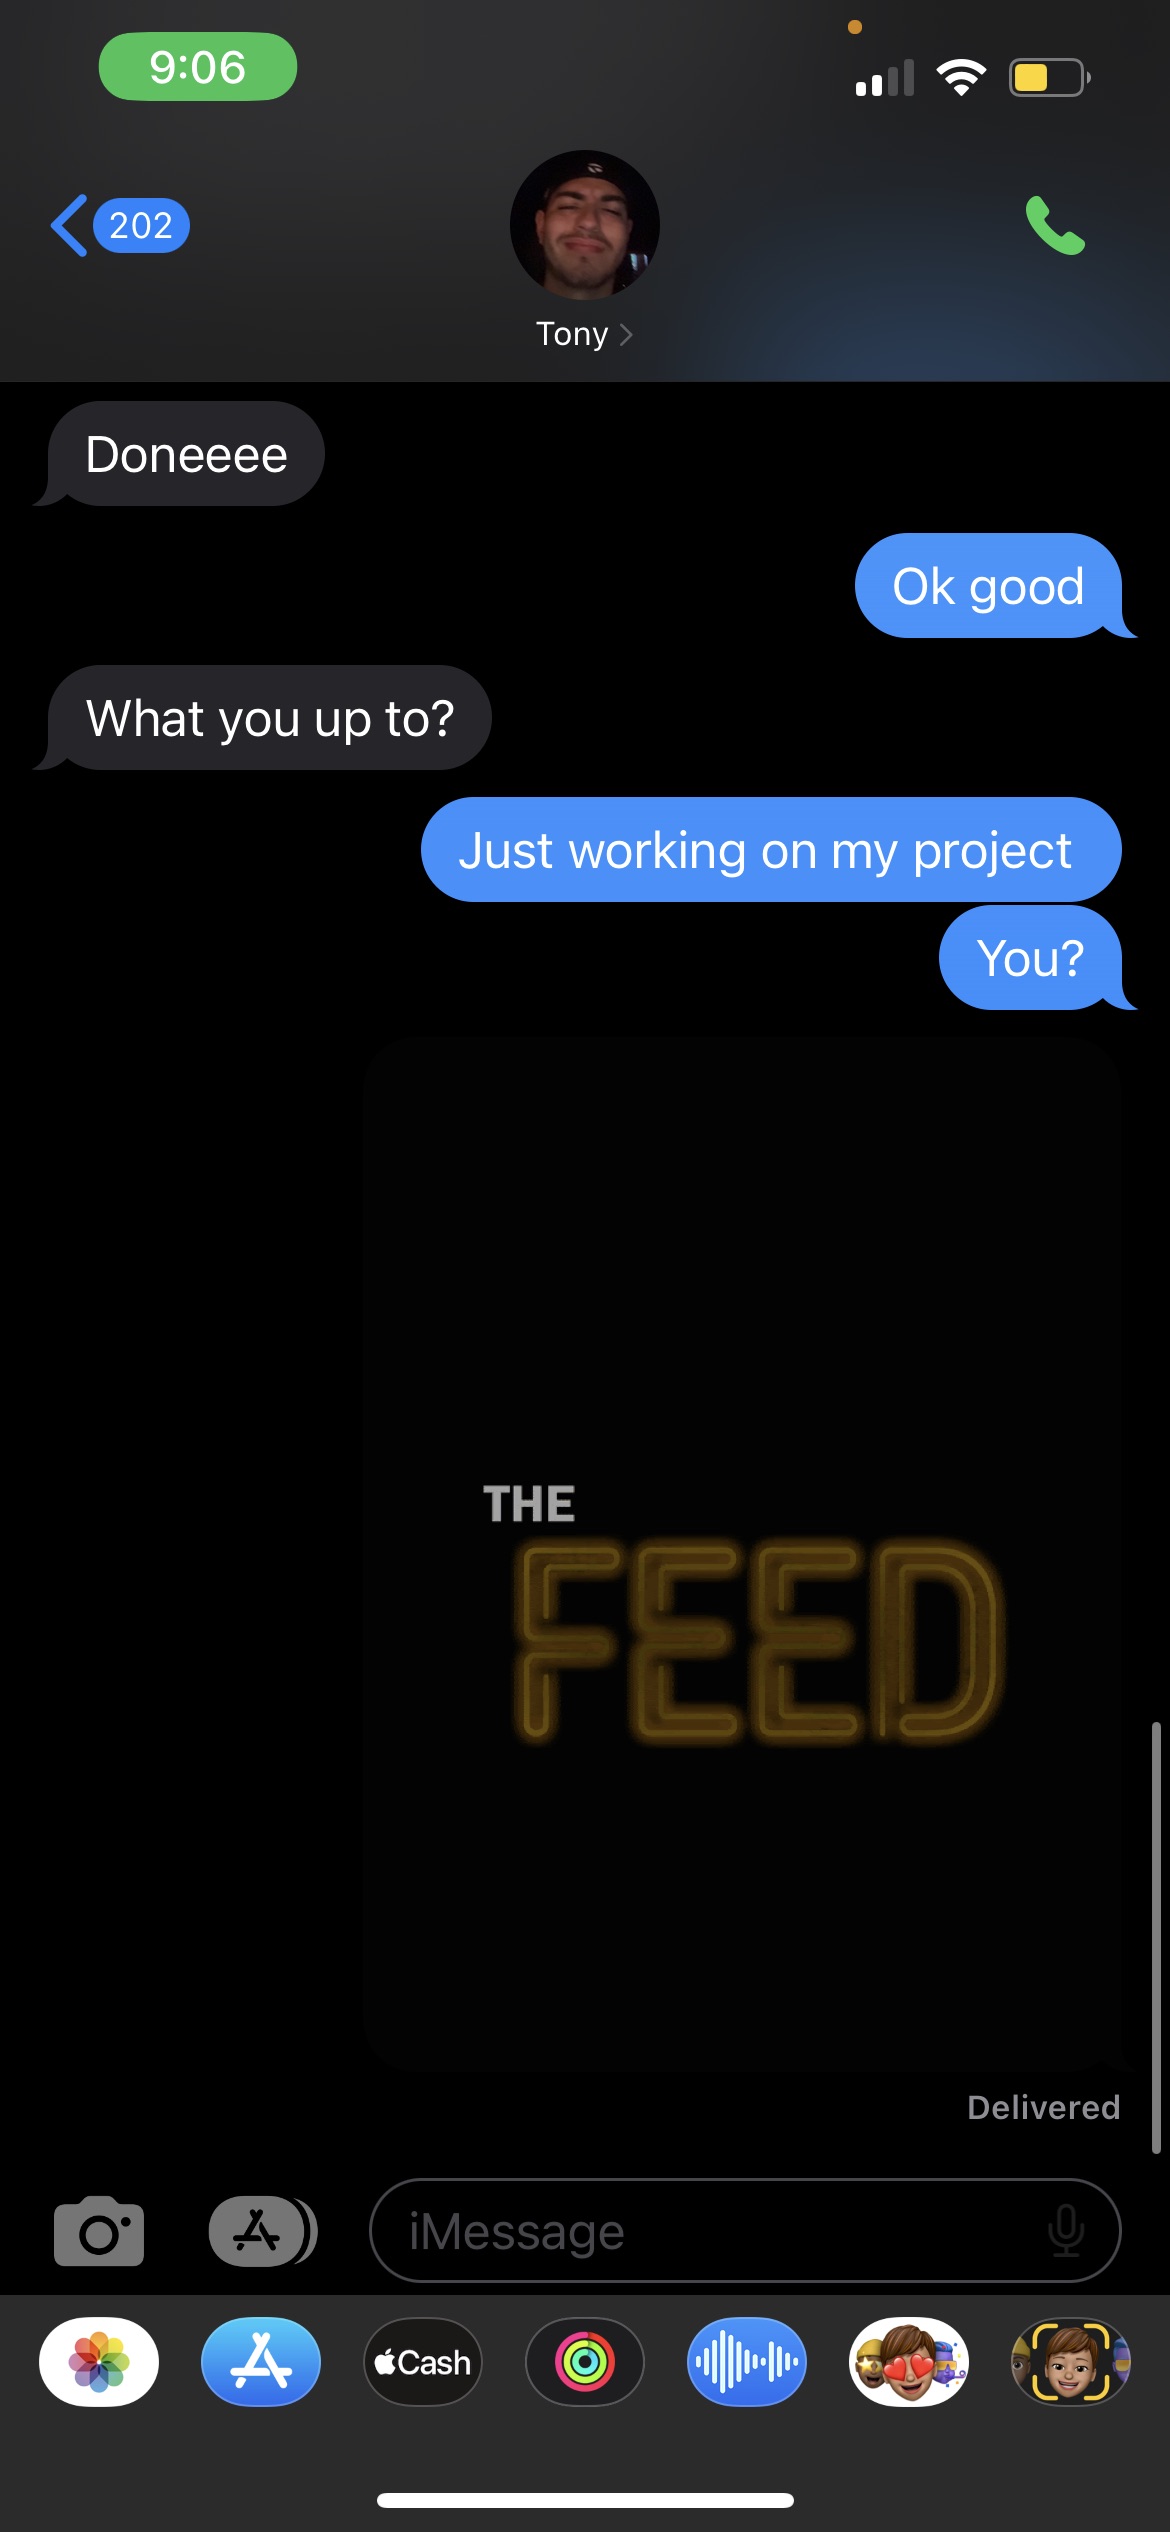 9:06
202
Tony
Doneeee
Ok good
What you up to?
Just working on my project
You?
THE
FEED
Delivered
iMessage
Cash